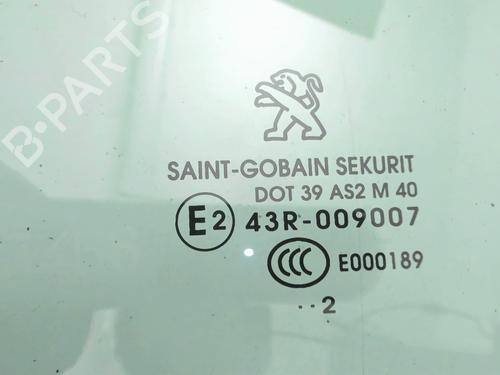 B-PARTS
SAINT-GOBAIN SEKURIT
DOT 39 AS2 M 40
E2 43R-009007
CCC E000189
··2